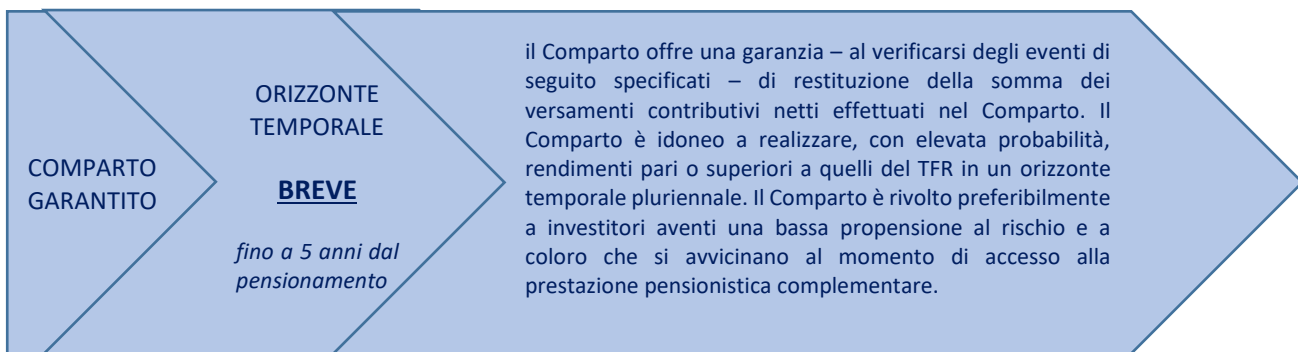 COMPARTO
GARANTITO
ORIZZONTE
TEMPORALE
BREVE
fino a 5 anni dal
pensionamento
il Comparto offre una garanzia – al verificarsi degli eventi di
seguito specificati – di restituzione della somma dei
versamenti contributivi netti effettuati nel Comparto. Il
Comparto è idoneo a realizzare, con elevata probabilità,
rendimenti pari o superiori a quelli del TFR in un orizzonte
temporale pluriennale. Il Comparto è rivolto preferibilmente
a investitori aventi una bassa propensione al rischio e a
coloro che si avvicinano al momento di accesso alla
prestazione pensionistica complementare.